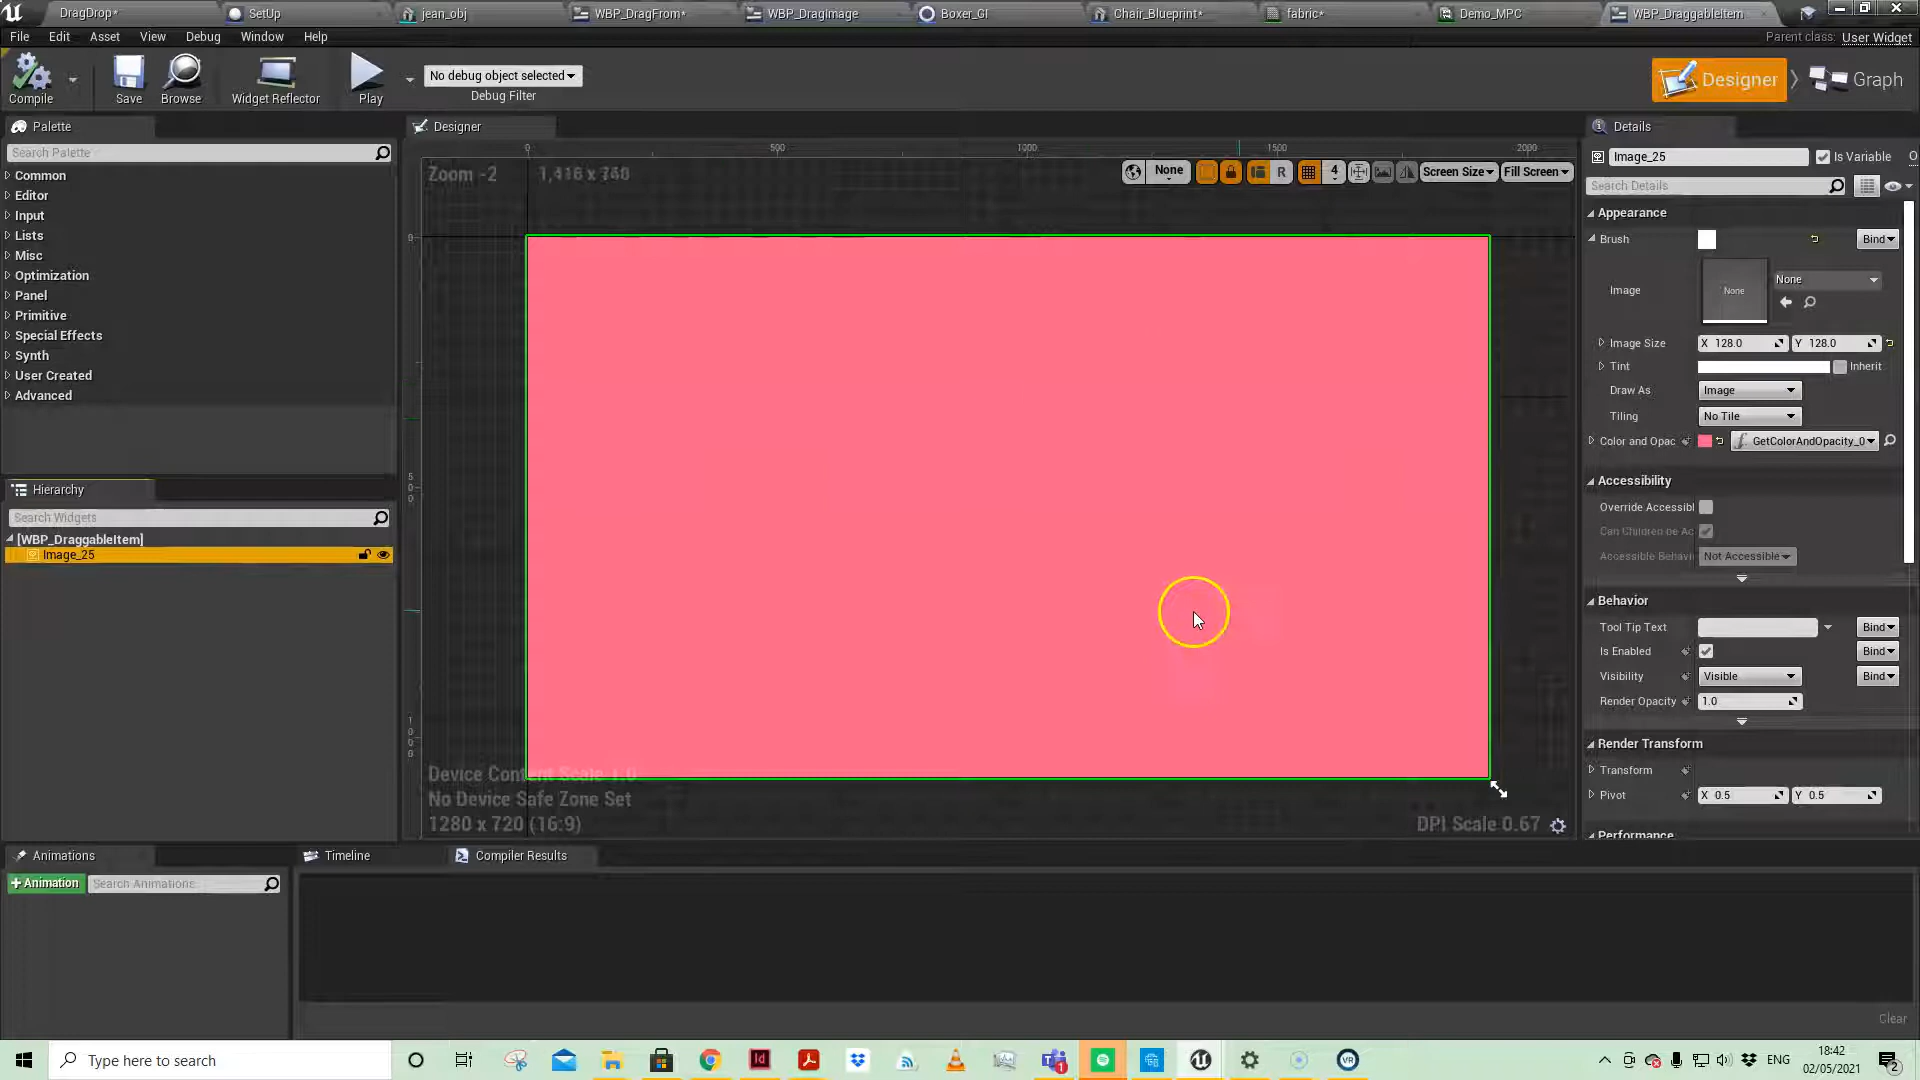 DragDrop*
SetUp
jean_obj
WBP_DragFrom*
WBP_DragImage
Boxer_GI
Chair_Blueprint*
fabric*
Demo_MPC
WBP_DraggableItem
File Edit Asset View Window Debug Help
Parent class: User Widget
Compile
Save
Browse
Widget Reflector
Play
No debug object selected
Debug Filter
Designer
Graph
Palette
Search Palette
Common
Editor
Input
Lists
Misc
Optimization
Panel
Primitive
Special Effects
Synth
User Created
Advanced
Hierarchy
Search Widgets
[WBP_DraggableItem]
Image_25
Designer
0 500 1000 1500 2000
Zoom -2
None
R
4
Screen Size
Fill Screen
0
500
1000
Device Content Scale 1.0
No Device Safe Zone Set
1280 x 720 (16:9)
DPI Scale 0.67
Details
Image_25
Is Variable
Search Details
Appearance
Brush
Bind
Image
None
None
Image Size X 128.0 Y 128.0
Tint
Inherit
Draw As Image
Tiling No Tile
Color and Opac GetColorAndOpacity_0
Accessibility
Override Accessibl
Can Children be Ac
Accessible Behavi Not Accessible
Behavior
Tool Tip Text Bind
Is Enabled Bind
Visibility Visible Bind
Render Opacity 1.0
Render Transform
Transform
Pivot X 0.5 Y 0.5
Performance
Animations
+Animation
Search Animations
Timeline
Compiler Results
Clear
Type here to search
ENG
18:42
02/05/2021